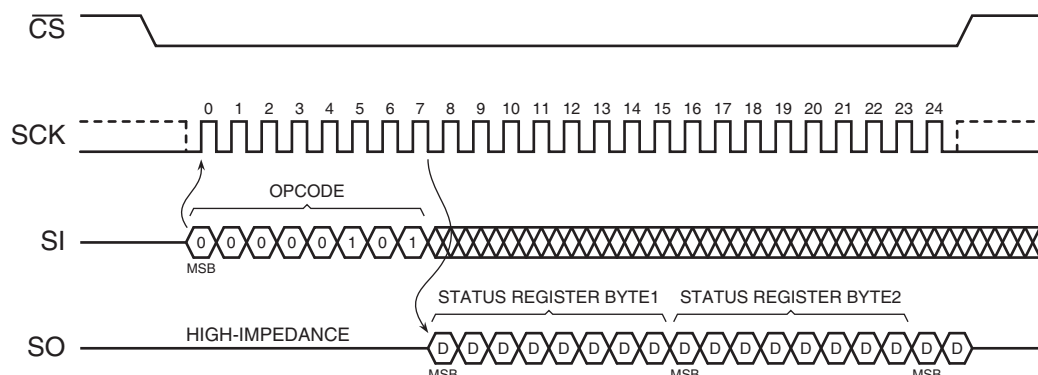 CS
0 1 2 3 4 5 6 7 8 9 10 11 12 13 14 15 16 17 18 19 20 21 22 23 24
SCK
OPCODE
SI 0 0 0 0 0 1 0 1
MSB
STATUS REGISTER BYTE1 STATUS REGISTER BYTE2
HIGH-IMPEDANCE
SO D D D D D D D D D D D D D D D D D D
MSB MSB MSB